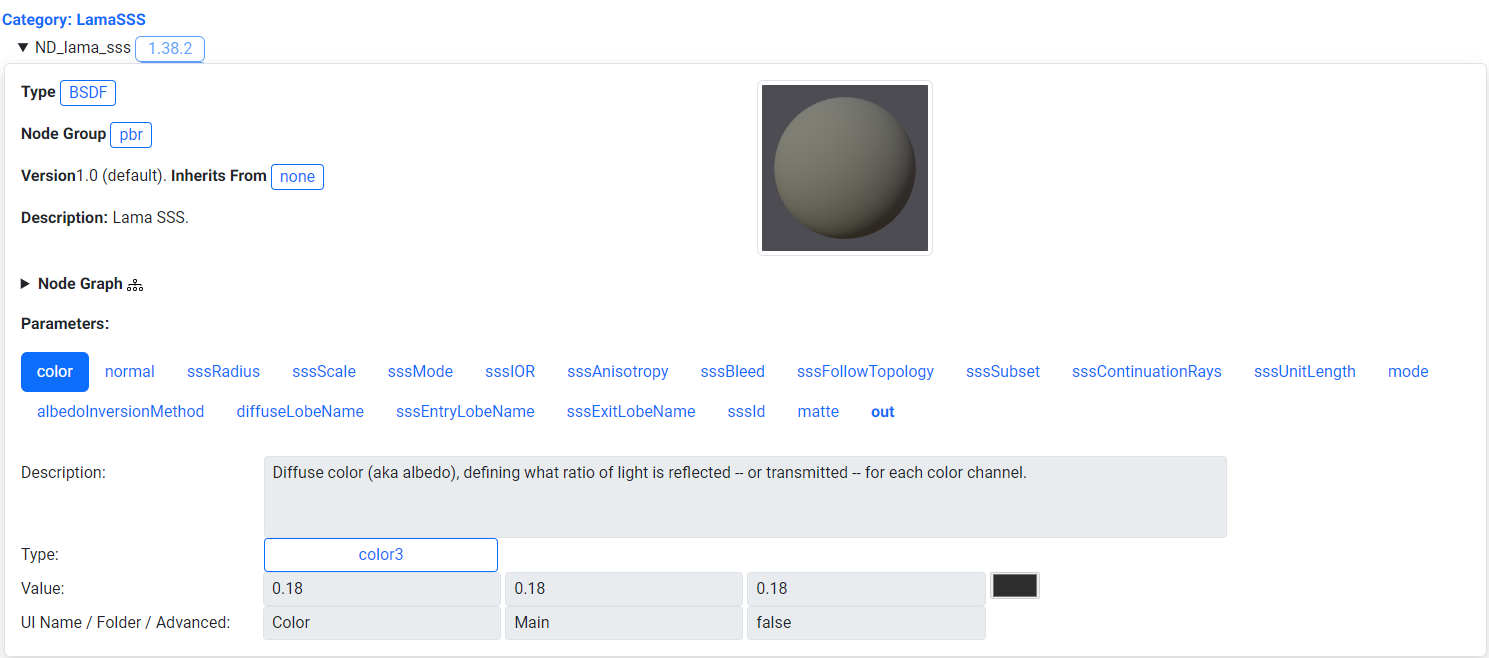 Category: LamaSSS
ND_lama_sss 1.38.2
Type BSDF
Node Group pbr
Version1.0 (default). Inherits From none
Description: Lama SSS.
Node Graph
Parameters:
color normal sssRadius sssScale sssMode sssIOR sssAnisotropy sssBleed sssFollowTopology sssSubset sssContinuationRays sssUnitLength mode
albedoInversionMethod diffuseLobeName sssEntryLobeName sssExitLobeName sssId matte out
Description: Diffuse color (aka albedo), defining what ratio of light is reflected -- or transmitted -- for each color channel.
Type: color3
Value: 0.18 0.18 0.18
UI Name / Folder / Advanced: Color Main false